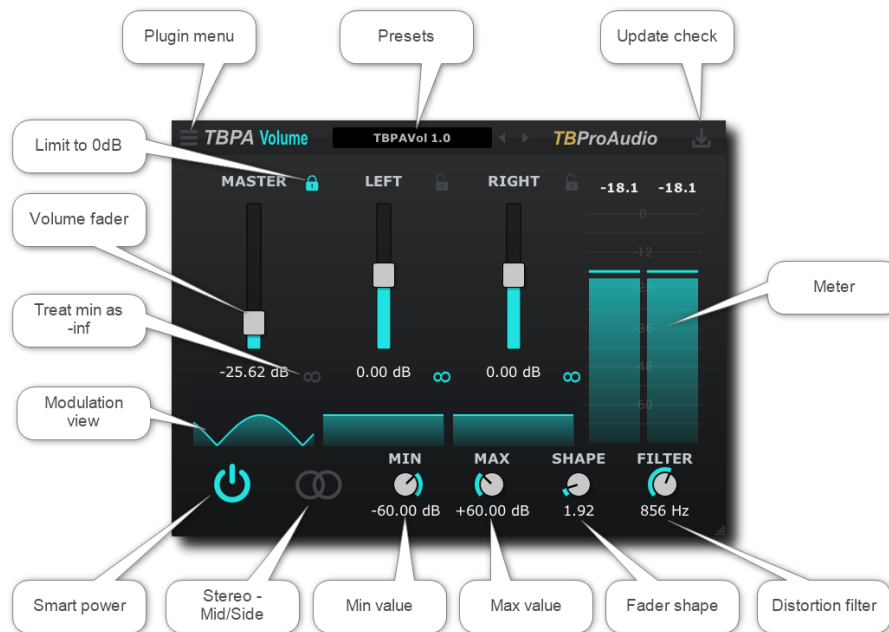 Plugin menu
Presets
Update check
TBPA Volume
TBPAVol 1.0
TBProAudio
Limit to 0dB
MASTER
LEFT
RIGHT
-18.1
-18.1
0
-12
Volume fader
Meter
-36
Treat min as
-inf
-48
-25.62 dB
0.00 dB
0.00 dB
-60
Modulation
view
MIN
MAX
SHAPE
FILTER
-60.00 dB
+60.00 dB
1.92
856 Hz
Smart power
Stereo -
Mid/Side
Min value
Max value
Fader shape
Distortion filter